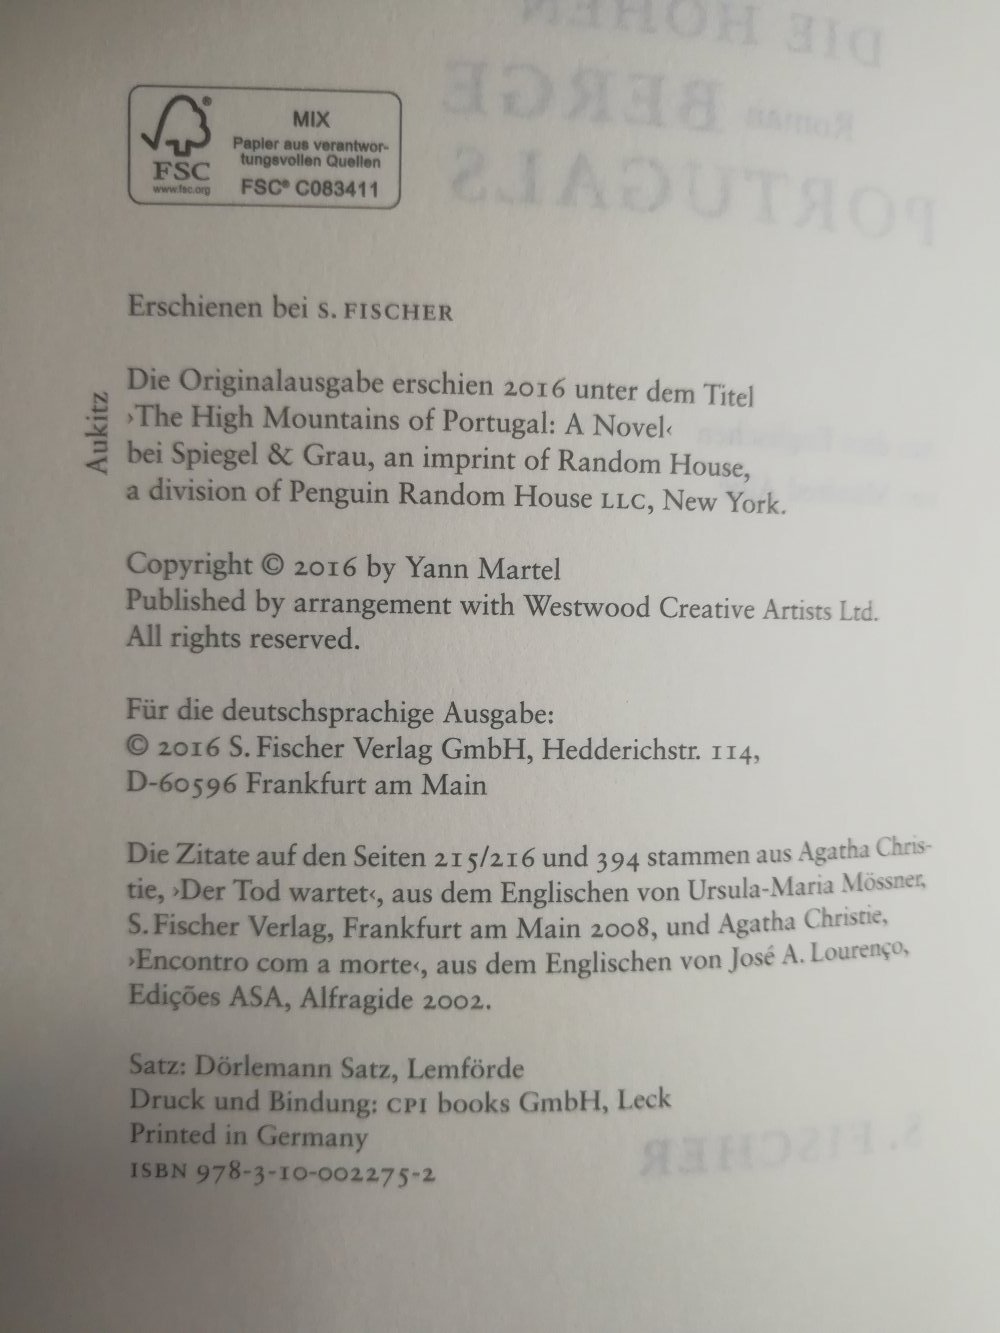 FSC
www.fsc.org
MIX
Papier aus verantwor-
tungsvollen Quellen
FSC® C083411
DIE HOHEN
Roman BERGE
PORTUGALS
Erschienen bei S. FISCHER
Die Originalausgabe erschien 2016 unter dem Titel
›The High Mountains of Portugal: A Novel‹
bei Spiegel & Grau, an imprint of Random House,
a division of Penguin Random House LLC, New York.
Aukitz
Copyright © 2016 by Yann Martel
Published by arrangement with Westwood Creative Artists Ltd.
All rights reserved.
Für die deutschsprachige Ausgabe:
© 2016 S. Fischer Verlag GmbH, Hedderichstr. 114,
D-60596 Frankfurt am Main
Die Zitate auf den Seiten 215/216 und 394 stammen aus Agatha Chris-
tie, ›Der Tod wartet‹, aus dem Englischen von Ursula-Maria Mössner,
S. Fischer Verlag, Frankfurt am Main 2008, und Agatha Christie,
›Encontro com a morte‹, aus dem Englischen von José A. Lourenço,
Edições ASA, Alfragide 2002.
Satz: Dörlemann Satz, Lemförde
Druck und Bindung: CPI books GmbH, Leck
Printed in Germany
ISBN 978-3-10-002275-2
S. FISCHER